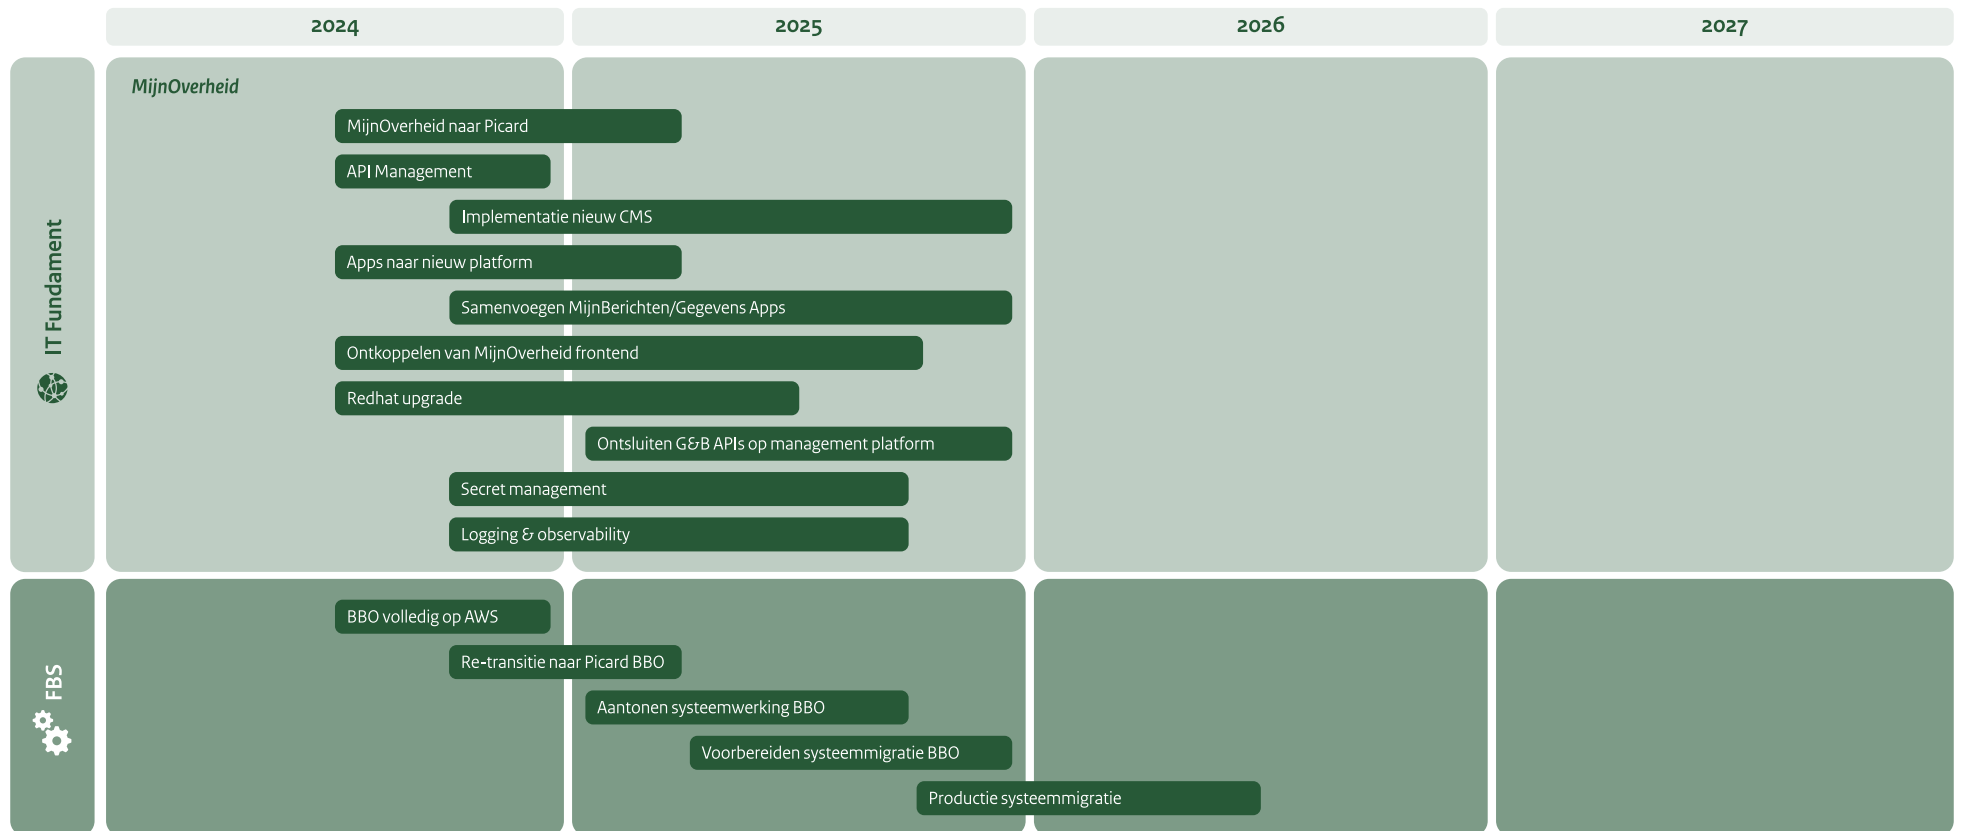 2024
2025
2026
2027
IT Fundament
MijnOverheid
MijnOverheid naar Picard
API Management
Implementatie nieuw CMS
Apps naar nieuw platform
Samenvoegen MijnBerichten/Gegevens Apps
Ontkoppelen van MijnOverheid frontend
Redhat upgrade
Ontsluiten G&B APIs op management platform
Secret management
Logging & observability
FBS
BBO volledig op AWS
Re-transitie naar Picard BBO
Aantonen systeemwerking BBO
Voorbereiden systeemmigratie BBO
Productie systeemmigratie